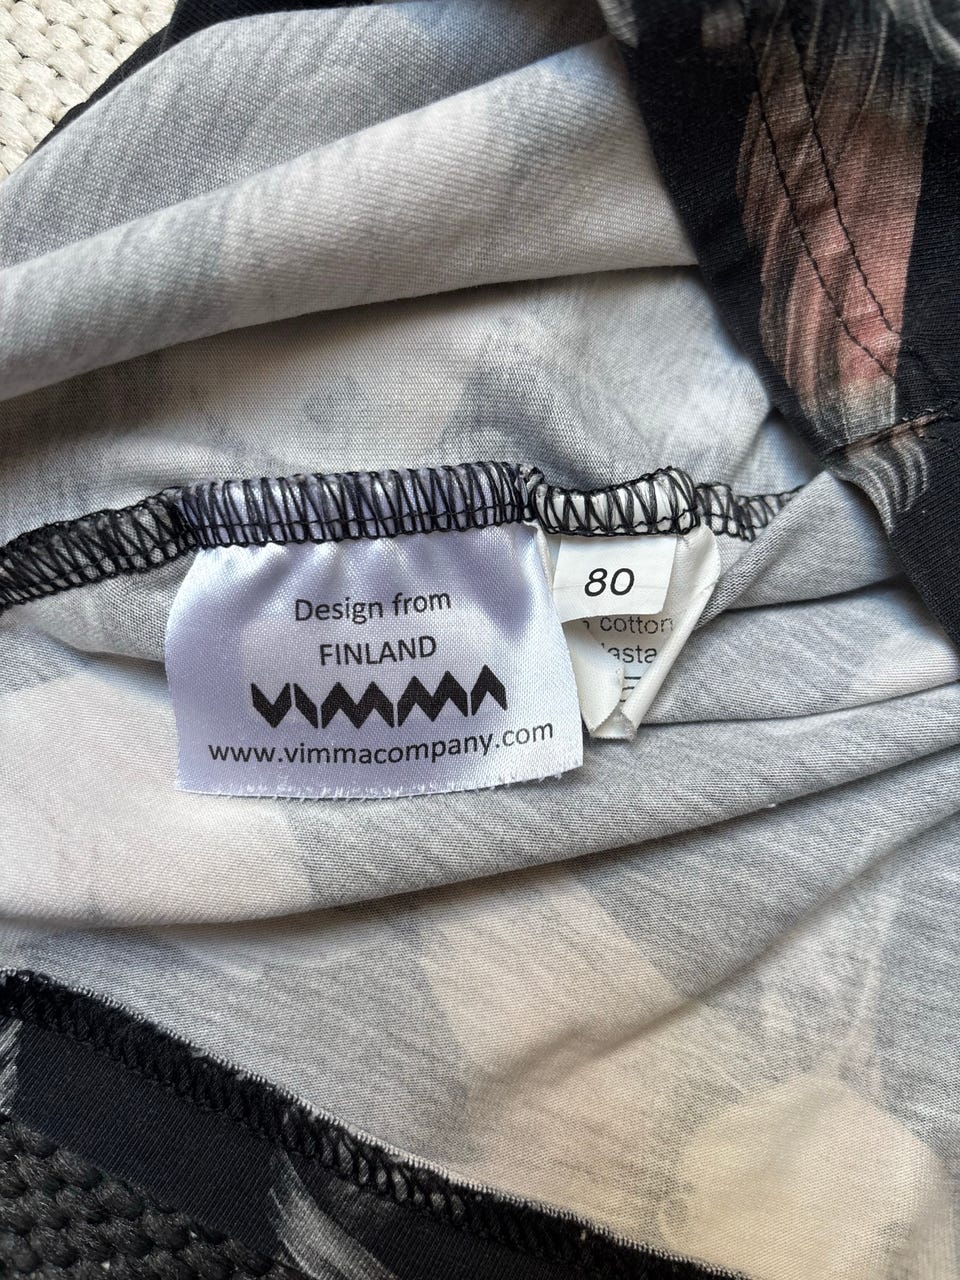 Design from
FINLAND
VIMMA
www.vimmacompany.com
80
cotton